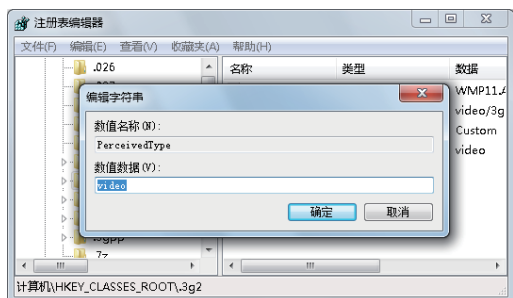 注册表编辑器
文件(F) 编辑(E) 查看(V) 收藏夹(A) 帮助(H)
.026
名称 类型 数据
编辑字符串
WMP11.A
数值名称(N):
video/3g
PerceivedType
Custom
数值数据(V):
video
video
确定 取消
.3gpp
.7z
计算机\HKEY_CLASSES_ROOT\.3g2